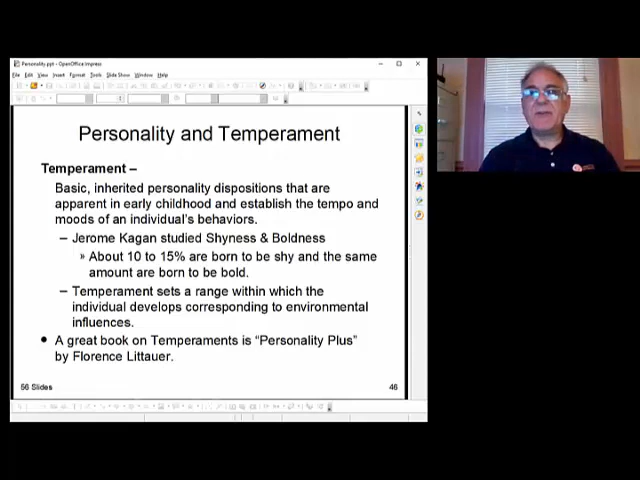 Personality.ppt - OpenOffice Impress
File Edit View Insert Format Tools Slide Show Window Help
Personality and Temperament
Temperament –
Basic, inherited personality dispositions that are
apparent in early childhood and establish the tempo and
moods of an individual's behaviors.
– Jerome Kagan studied Shyness & Boldness
» About 10 to 15% are born to be shy and the same
amount are born to be bold.
– Temperament sets a range within which the
individual develops corresponding to environmental
influences.
• A great book on Temperaments is “Personality Plus”
by Florence Littauer.
56 Slides
46